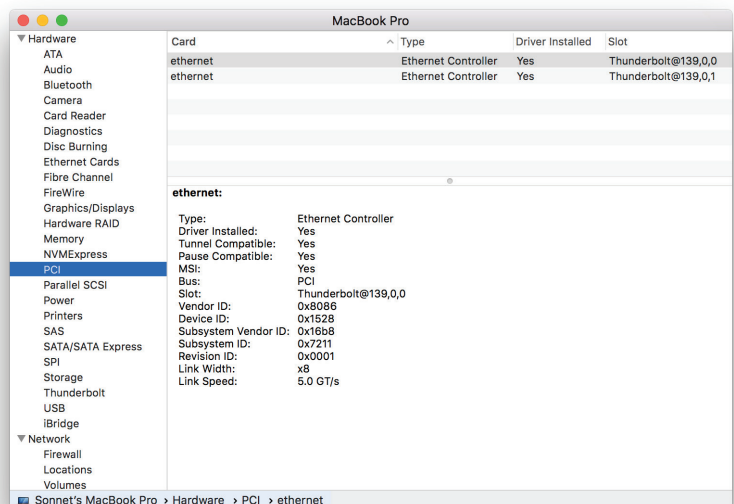 MacBook Pro
Hardware
ATA
Audio
Bluetooth
Camera
Card Reader
Diagnostics
Disc Burning
Ethernet Cards
Fibre Channel
FireWire
Graphics/Displays
Hardware RAID
Memory
NVMExpress
PCI
Parallel SCSI
Power
Printers
SAS
SATA/SATA Express
SPI
Storage
Thunderbolt
USB
iBridge
Network
Firewall
Locations
Volumes
Card Type Driver Installed Slot
ethernet Ethernet Controller Yes Thunderbolt@139,0,0
ethernet Ethernet Controller Yes Thunderbolt@139,0,1
ethernet:
Type: Ethernet Controller
Driver Installed: Yes
Tunnel Compatible: Yes
Pause Compatible: Yes
MSI: Yes
Bus: PCI
Slot: Thunderbolt@139,0,0
Vendor ID: 0x8086
Device ID: 0x1528
Subsystem Vendor ID: 0x16b8
Subsystem ID: 0x7211
Revision ID: 0x0001
Link Width: x8
Link Speed: 5.0 GT/s
Sonnet's MacBook Pro › Hardware › PCI › ethernet